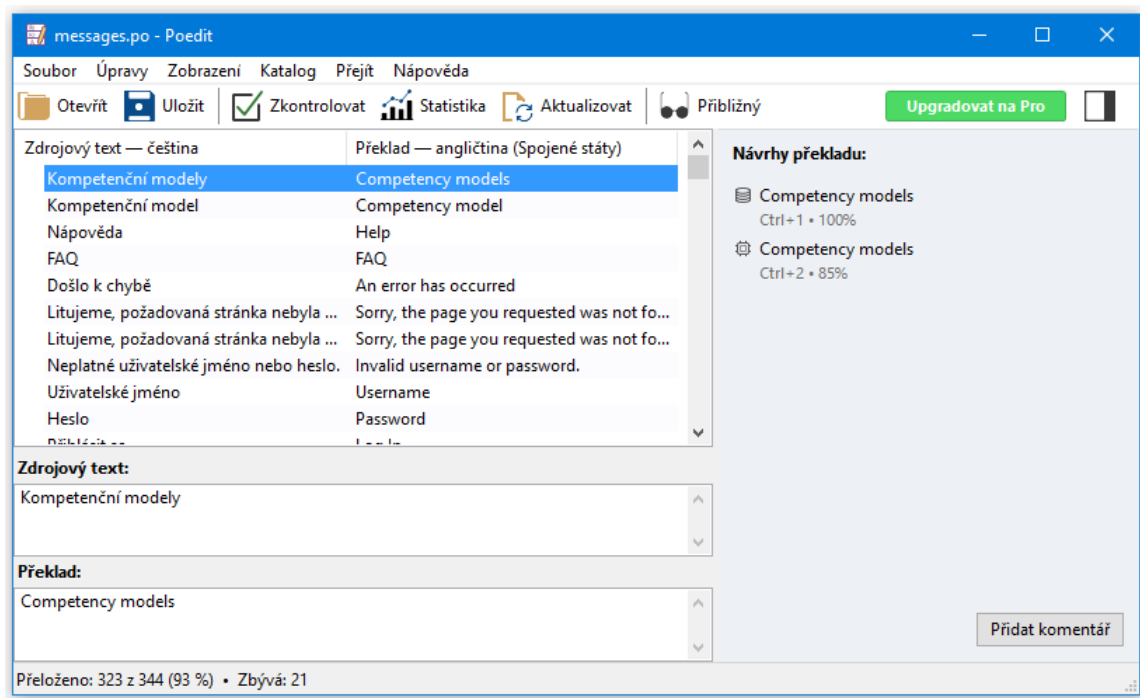 messages.po - Poedit
Soubor Úpravy Zobrazení Katalog Přejít Nápověda
Otevřít Uložit Zkontrolovat Statistika Aktualizovat Přibližný Upgradovat na Pro
Zdrojový text — čeština Překlad — angličtina (Spojené státy)
Kompetenční modely Competency models
Kompetenční model Competency model
Nápověda Help
FAQ FAQ
Došlo k chybě An error has occurred
Litujeme, požadovaná stránka nebyla ... Sorry, the page you requested was not fo...
Litujeme, požadovaná stránka nebyla ... Sorry, the page you requested was not fo...
Neplatné uživatelské jméno nebo heslo. Invalid username or password.
Uživatelské jméno Username
Heslo Password
Zdrojový text:
Kompetenční modely
Překlad:
Competency models
Návrhy překladu:
Competency models
Ctrl+1 • 100%
Competency models
Ctrl+2 • 85%
Přidat komentář
Přeloženo: 323 z 344 (93 %) • Zbývá: 21